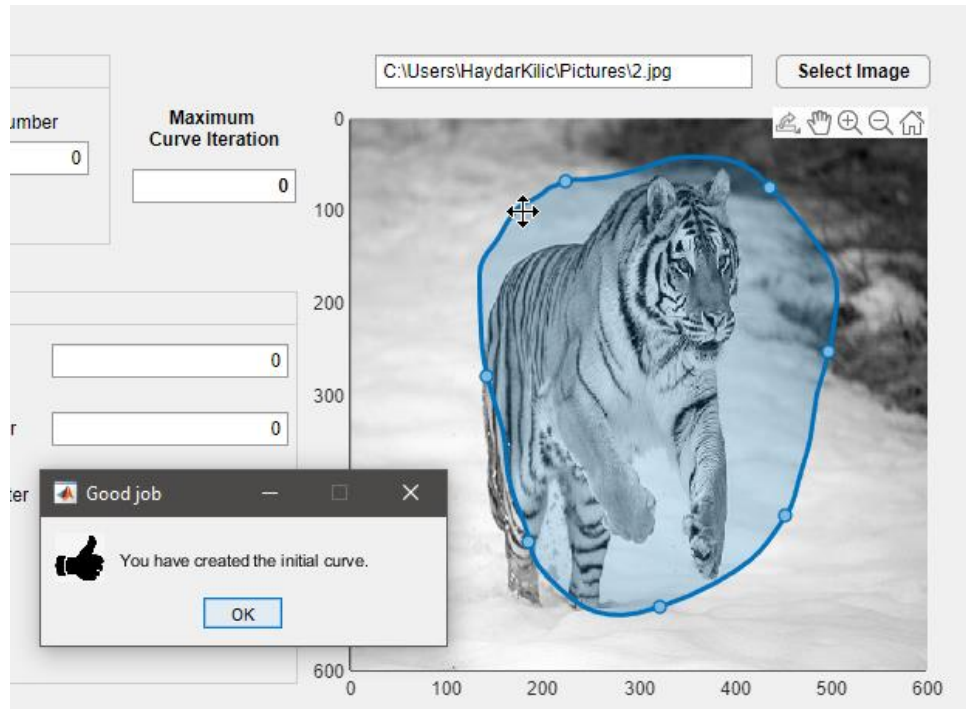 C:\Users\HaydarKilic\Pictures\2.jpg
Select Image
umber
0
Maximum
Curve Iteration
0
0
100
200
300
600
0
100
200
300
400
500
600
0
r
0
ter
Good job
You have created the initial curve.
OK